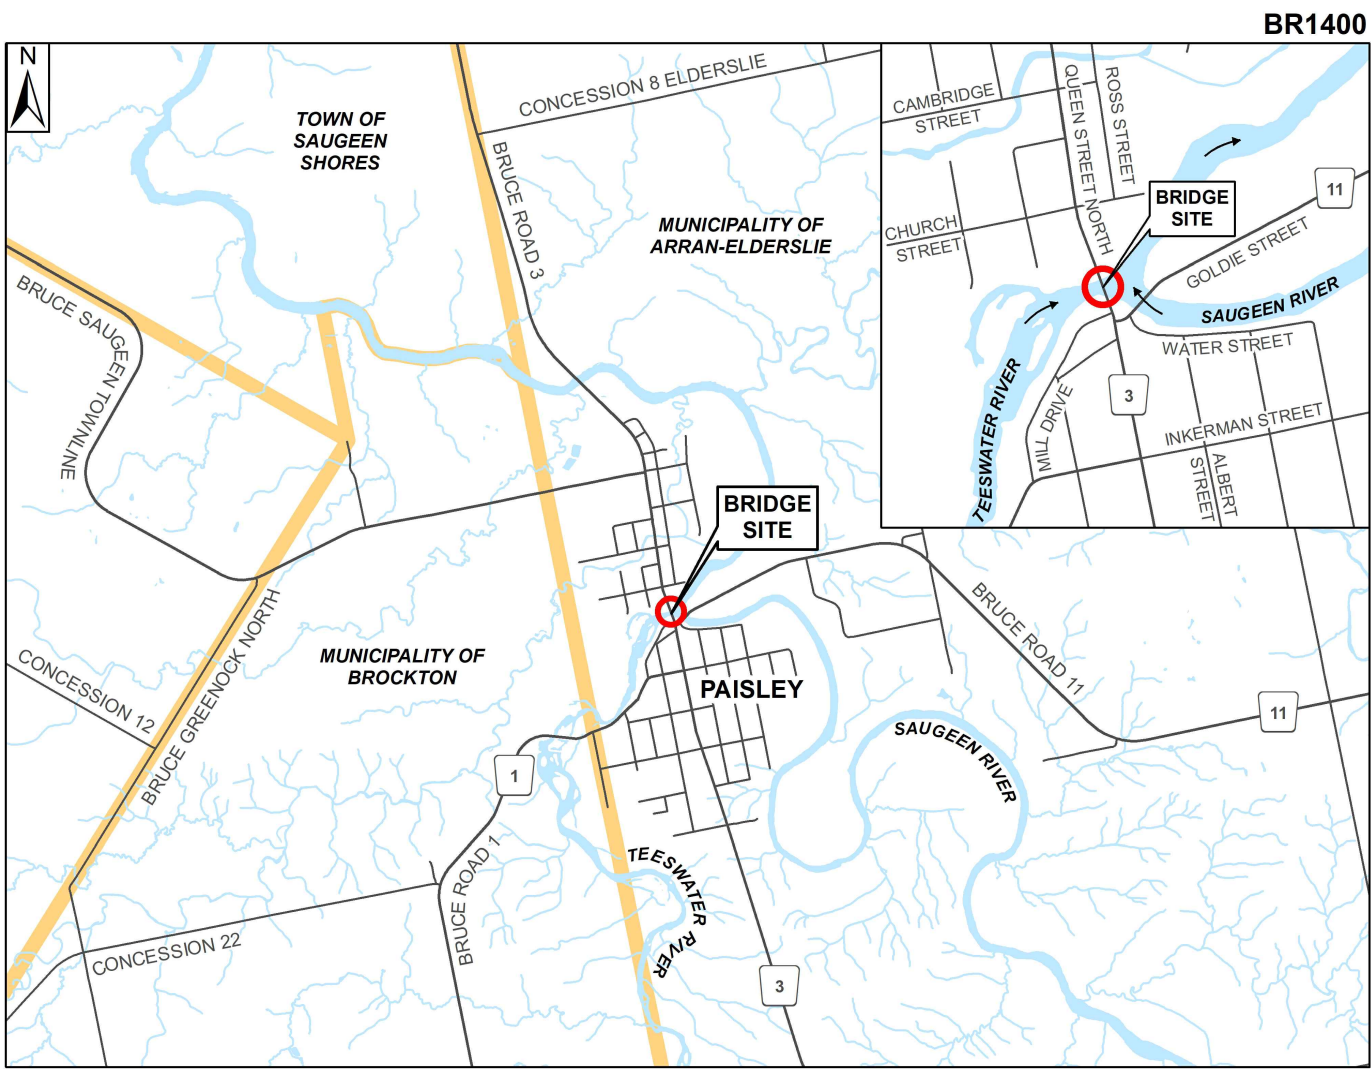 BR1400
N
CONCESSION 8 ELDERSLIE
TOWN OF
SAUGEEN
SHORES
BRUCE ROAD 3
MUNICIPALITY OF
ARRAN-ELDERSLIE
BRUCE SAUGEEN TOWNLINE
BRIDGE
SITE
BRUCE GREENOCK NORTH
MUNICIPALITY OF
BROCKTON
CONCESSION 12
PAISLEY
BRUCE ROAD 11
11
SAUGEEN RIVER
1
BRUCE ROAD 1
TEESWATER RIVER
CONCESSION 22
3
CAMBRIDGE
STREET
QUEEN STREET NORTH
ROSS STREET
11
BRIDGE
SITE
CHURCH
STREET
GOLDIE STREET
SAUGEEN RIVER
WATER STREET
TEESWATER RIVER
MILL DRIVE
3
INKERMAN STREET
ALBERT
STREET